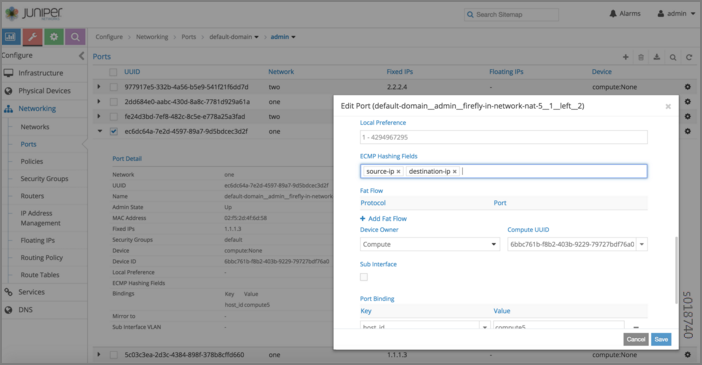 JUNIPER
NETWORKS
Search Sitemap
Alarms
admin
Configure
Configure Networking Ports default-domain admin
Infrastructure
Physical Devices
Networking
Networks
Ports
Policies
Security Groups
Routers
IP Address
Management
Floating IPs
Routing Policy
Route Tables
Services
DNS
Ports
UUID Network Fixed IPs Floating IPs Device
977917e5-332b-4a56-b5e9-541f21f6dd7d two 2.2.2.4 - compute:None
2dd684e0-aabc-430d-8a8c-7781d929a61a one
fe24d3bd-7ef8-482c-8c5e-e778a25a3fad two
ec6dc64a-7e2d-4597-89a7-9d5bdcec3d2f one
Port Detail
Network one
UUID ec6dc64a-7e2d-4597-89a7-9d5bdcec3d2f
Name default-domain__admin__firefly-in-netw
Admin State Up
MAC Address 02:f5:2d:4f:6d:58
Fixed IPs 1.1.1.3
Security Groups default
Device compute:None
Device ID 6bbc761b-f8b2-403b-9229-79727bdf76a0
Local Preference -
ECMP Hashing Fields
Bindings Key Value
host_id compute5
Mirror to -
Sub Interface VLAN -
5c03c3ea-2d3c-4384-898f-378b8cffd660 one 1.1.1.3 - compute:None
Edit Port (default-domain__admin__firefly-in-network-nat-5__1__left__2) ×
Local Preference
1 - 4294967295
ECMP Hashing Fields
source-ip × destination-ip ×
Fat Flow
Protocol Port
+ Add Fat Flow
Device Owner Compute UUID
Compute 6bbc761b-f8b2-403b-9229-79727bdf76a0
Sub Interface
Port Binding
Key Value
host_id compute5
Cancel Save
s018740